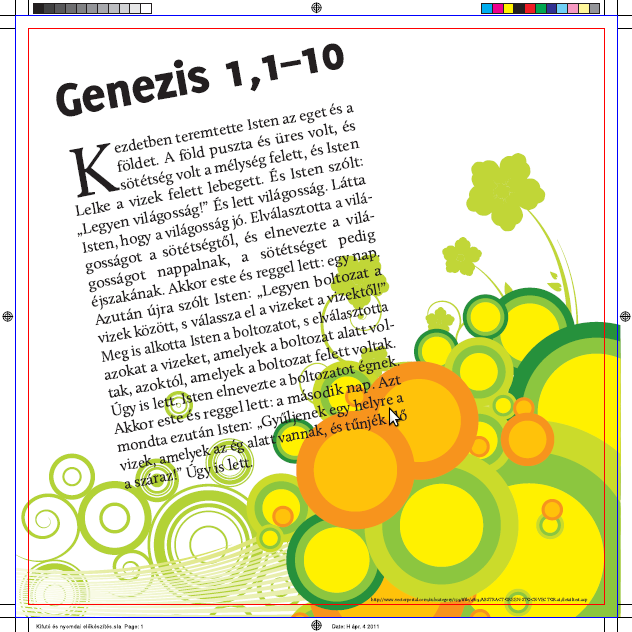 Genezis 1,1–10
Kezdetben teremtette Isten az eget és a
földet. A föld puszta és üres volt, és
sötétség volt a mélység felett, és Isten
Lelke a vizek felett lebegett. És Isten szólt:
„Legyen világosság!” És lett világosság. Látta
Isten, hogy a világosság jó. Elválasztotta a vilá-
gosságot a sötétségtől, és elnevezte a vilá-
gosságot nappalnak, a sötétséget pedig
éjszakának. Akkor este és reggel lett: egy nap.
Azután újra szólt Isten: „Legyen boltozat a
vizek között, s válassza el a vizeket a vizektől!”
Meg is alkotta Isten a boltozatot, s elválasztotta
azokat a vizeket, amelyek a boltozat alatt vol-
tak, azoktól, amelyek a boltozat felett voltak.
Úgy is lett. Isten elnevezte a boltozatot égnek.
Akkor este és reggel lett: a második nap. Azt
mondta ezután Isten: „Gyűljenek egy helyre a
vizek, amelyek az ég alatt vannak, és tűnjék
a száraz!” Úgy is lett.
Kifutó és nyomdai előkészítés.sla Page: 1
Date: H ápr. 4 2011